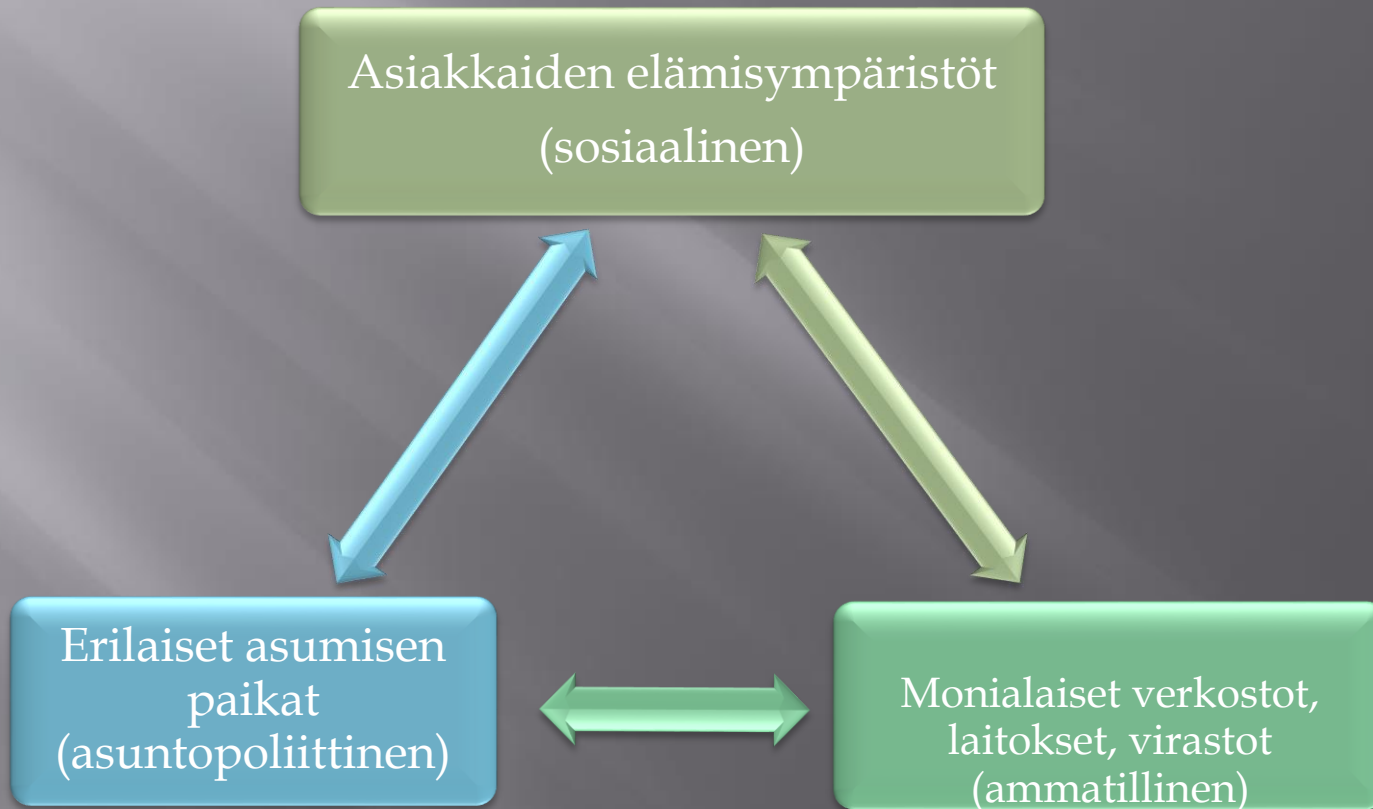 Asiakkaiden elämisympäristöt
(sosiaalinen)
Erilaiset asumisen
paikat
(asuntopoliittinen)
Monialaiset verkostot,
laitokset, virastot
(ammatillinen)